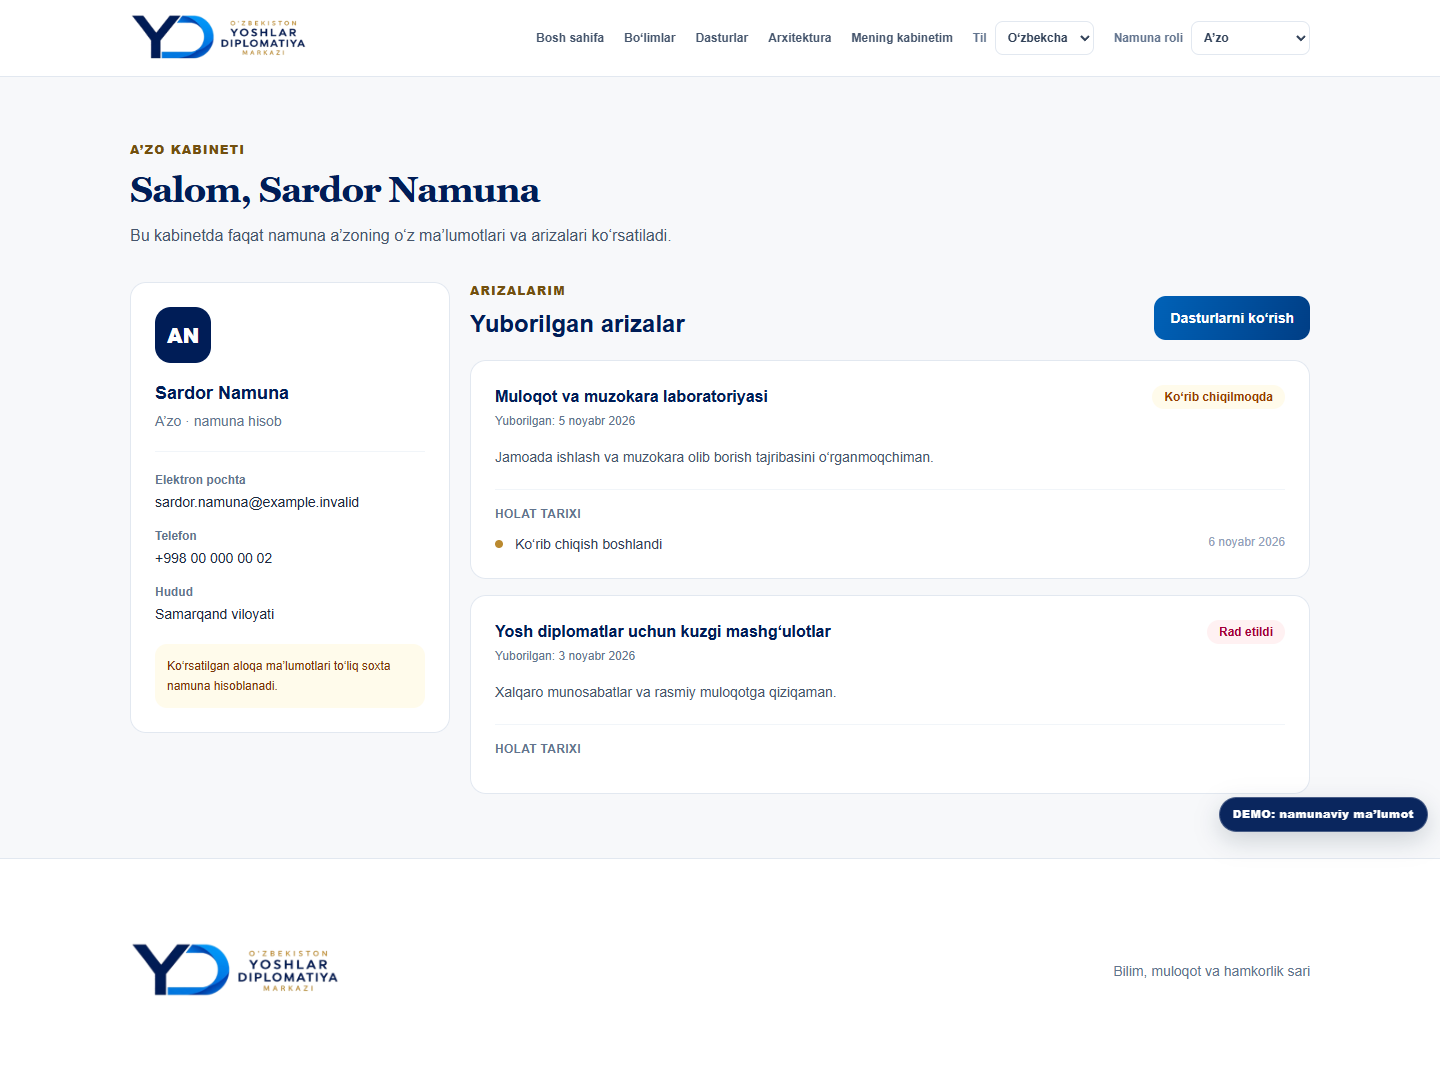 O'ZBEKISTON
YOSHLAR
DIPLOMATIYA
MARKAZI
Bosh sahifa
Bo‘limlar
Dasturlar
Arxitektura
Mening kabinetim
Til
O‘zbekcha
Namuna roli
A’zo
A’ZO KABINETI
Salom, Sardor Namuna
Bu kabinetda faqat namuna a’zoning o‘z ma’lumotlari va arizalari ko‘rsatiladi.
AN
Sardor Namuna
A’zo · namuna hisob
Elektron pochta
sardor.namuna@example.invalid
Telefon
+998 00 000 00 02
Hudud
Samarqand viloyati
Ko‘rsatilgan aloqa ma’lumotlari to‘liq soxta
namuna hisoblanadi.
ARIZALARIM
Yuborilgan arizalar
Dasturlarni ko‘rish
Muloqot va muzokara laboratoriyasi
Ko‘rib chiqilmoqda
Yuborilgan: 5 noyabr 2026
Jamoada ishlash va muzokara olib borish tajribasini o‘rganmoqchiman.
HOLAT TARIXI
Ko‘rib chiqish boshlandi
6 noyabr 2026
Yosh diplomatlar uchun kuzgi mashg‘ulotlar
Rad etildi
Yuborilgan: 3 noyabr 2026
Xalqaro munosabatlar va rasmiy muloqotga qiziqaman.
HOLAT TARIXI
DEMO: namunaviy ma’lumot
O'ZBEKISTON
YOSHLAR
DIPLOMATIYA
MARKAZI
Bilim, muloqot va hamkorlik sari